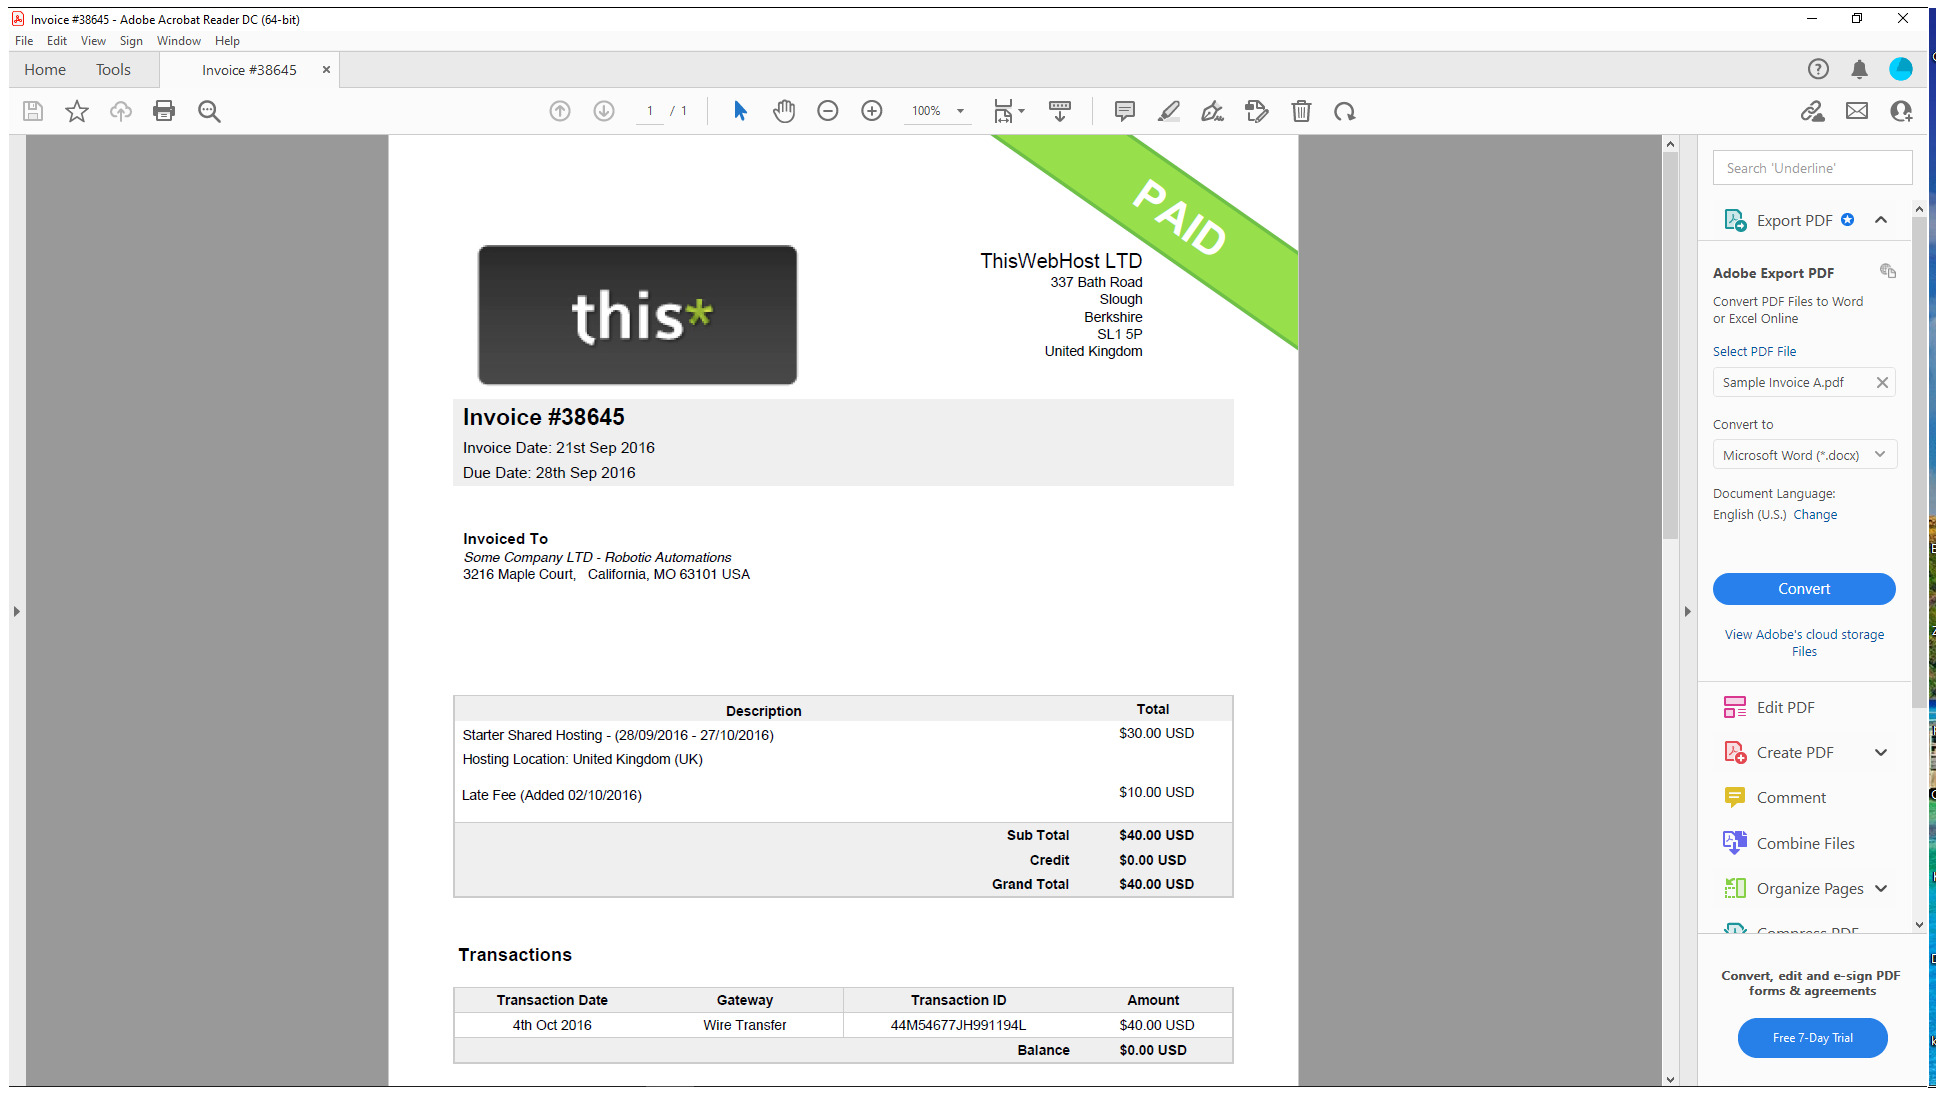 Invoice #38645 - Adobe Acrobat Reader DC (64-bit)
File Edit View Sign Window Help
Home Tools Invoice #38645
1 / 1 100%
PAID
this*
ThisWebHost LTD
337 Bath Road
Slough
Berkshire
SL1 5P
United Kingdom
Invoice #38645
Invoice Date: 21st Sep 2016
Due Date: 28th Sep 2016
Invoiced To
Some Company LTD - Robotic Automations
3216 Maple Court, California, MO 63101 USA
Description Total
Starter Shared Hosting - (28/09/2016 - 27/10/2016) $30.00 USD
Hosting Location: United Kingdom (UK)
Late Fee (Added 02/10/2016) $10.00 USD
Sub Total $40.00 USD
Credit $0.00 USD
Grand Total $40.00 USD
Transactions
Transaction Date Gateway Transaction ID Amount
4th Oct 2016 Wire Transfer 44M54677JH991194L $40.00 USD
Balance $0.00 USD
Search 'Underline'
Export PDF
Adobe Export PDF
Convert PDF Files to Word
or Excel Online
Select PDF File
Sample Invoice A.pdf
Convert to
Microsoft Word (*.docx)
Document Language:
English (U.S.) Change
Convert
View Adobe's cloud storage
Files
Edit PDF
Create PDF
Comment
Combine Files
Organize Pages
Compress PDF
Convert, edit and e-sign PDF
forms & agreements
Free 7-Day Trial